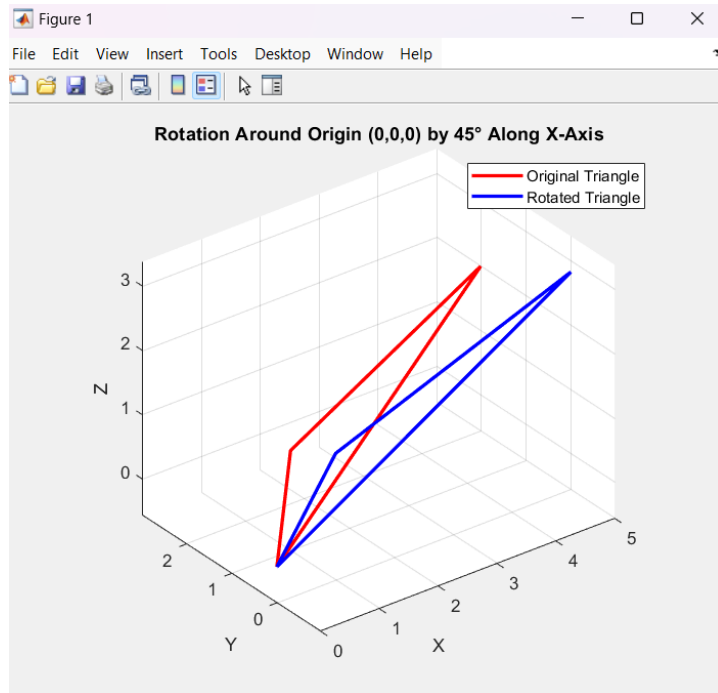 Figure 1
File Edit View Insert Tools Desktop Window Help
Rotation Around Origin (0,0,0) by 45° Along X-Axis
Original Triangle
Rotated Triangle
3
2
1
0
Z
2
1
0
Y
0
1
2
3
4
5
X